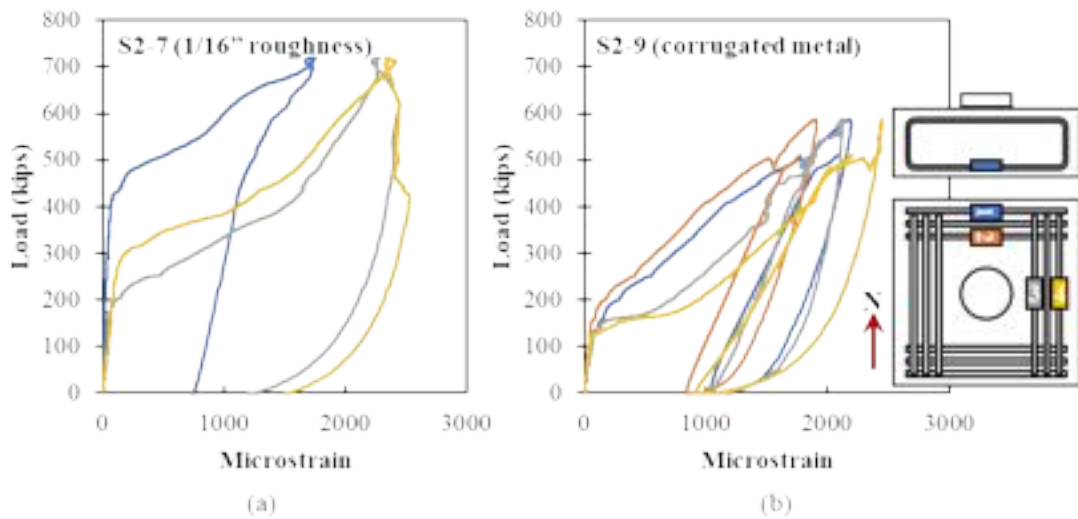 S2-7 (1/16” roughness)
800
700
600
500
400
300
200
100
0
Load (kips)
0 1000 2000 3000
Microstrain
(a)
S2-9 (corrugated metal)
800
700
600
500
400
300
200
100
0
Load (kips)
0 1000 2000 3000
Microstrain
(b)
N